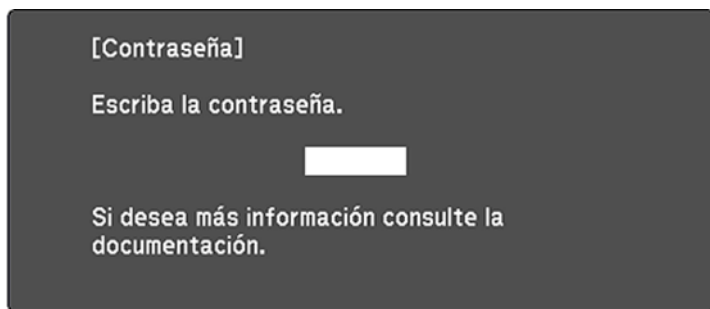 [Contraseña]
Escriba la contraseña.
Si desea más información consulte la
documentación.